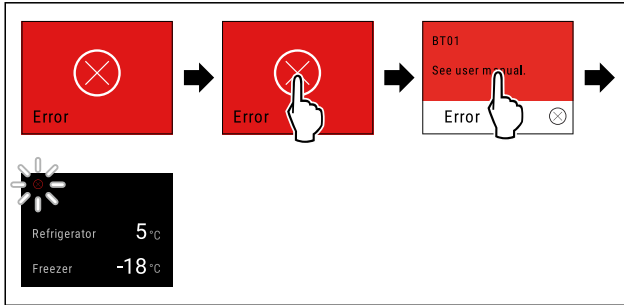 Error
Error
BT01
See user manual.
Error
Refrigerator 5 °C
Freezer -18 °C